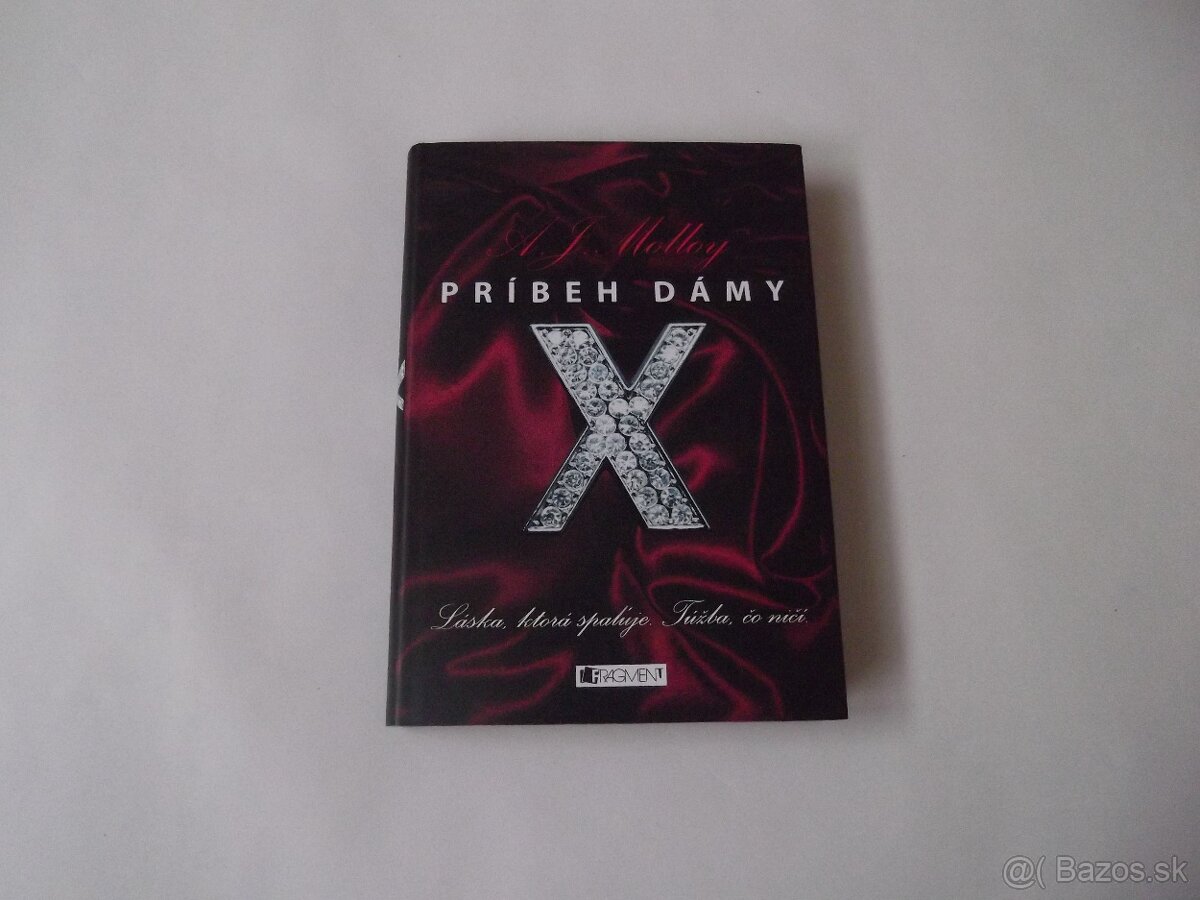 A. J. Molloy
PRÍBEH DÁMY
X
Láska, ktorá spaľuje. Túžba, čo ničí.
FRAGMENT
@( Bazos.sk